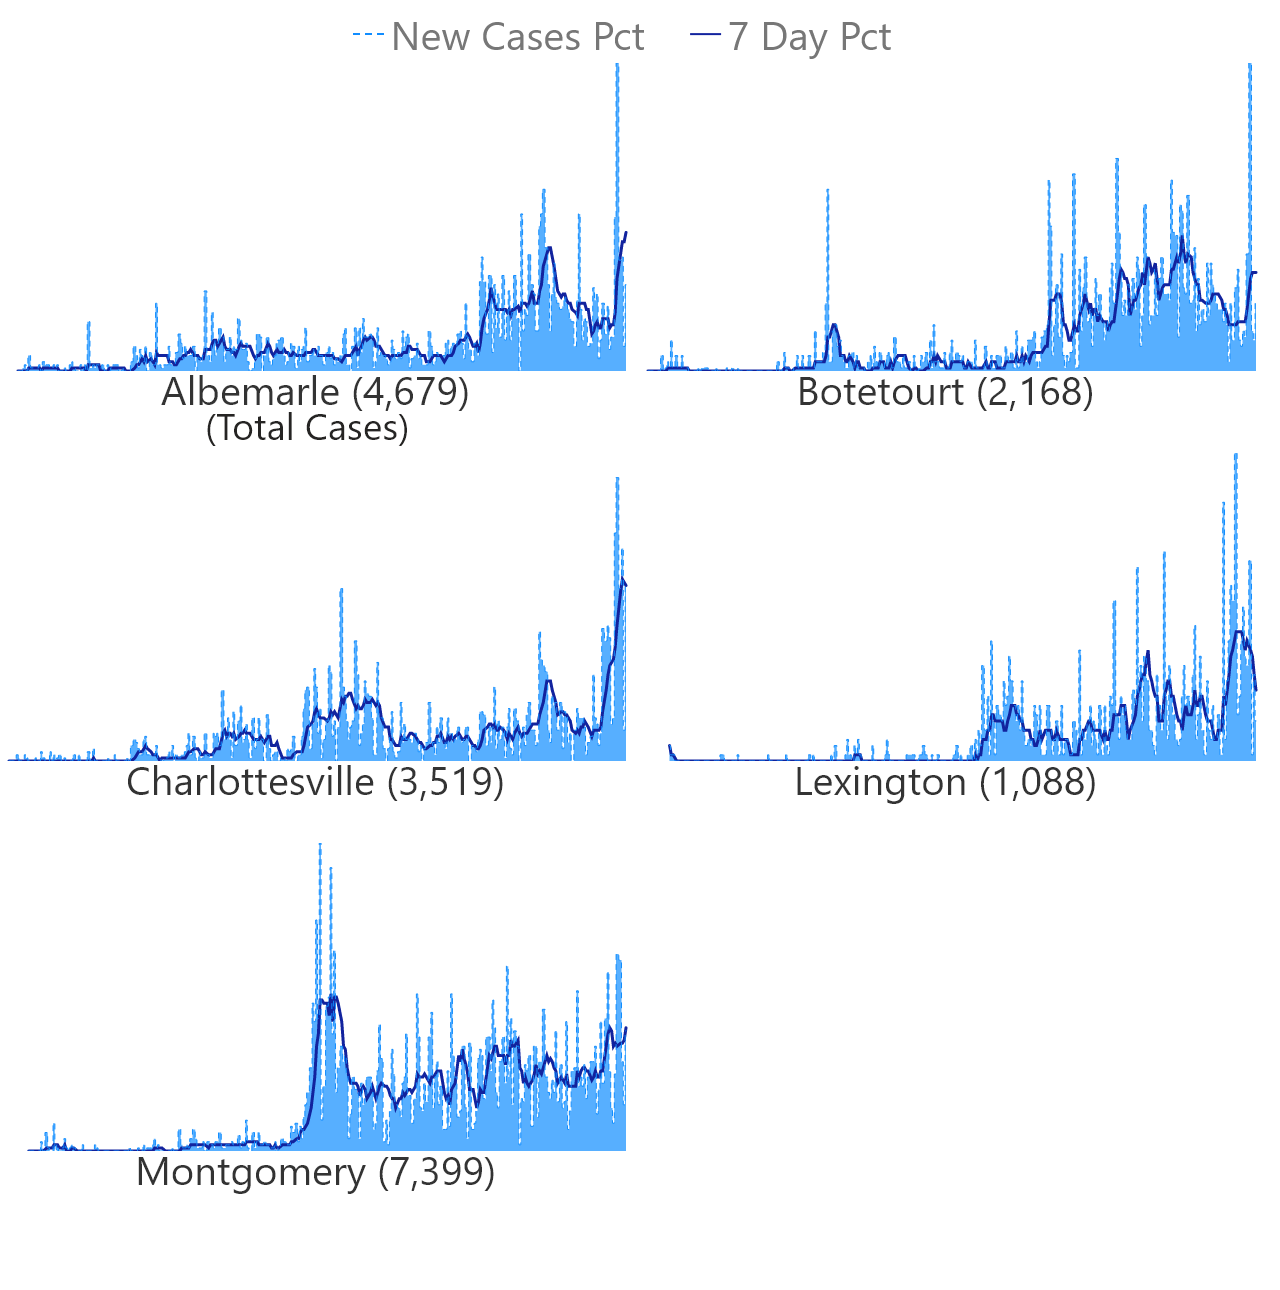 New Cases Pct 7 Day Pct
Albemarle (4,679)
(Total Cases)
Botetourt (2,168)
Charlottesville (3,519)
Lexington (1,088)
Montgomery (7,399)